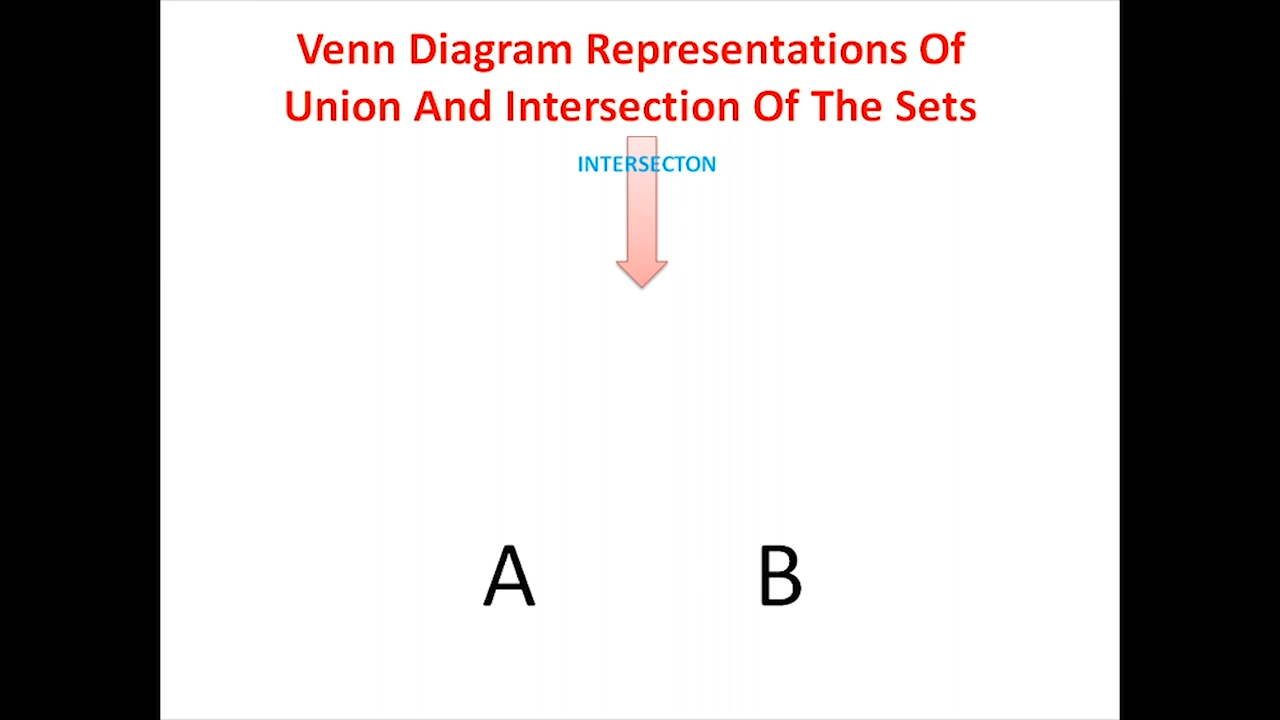 Venn Diagram Representations Of
Union And Intersection Of The Sets
INTERSECTON
A B